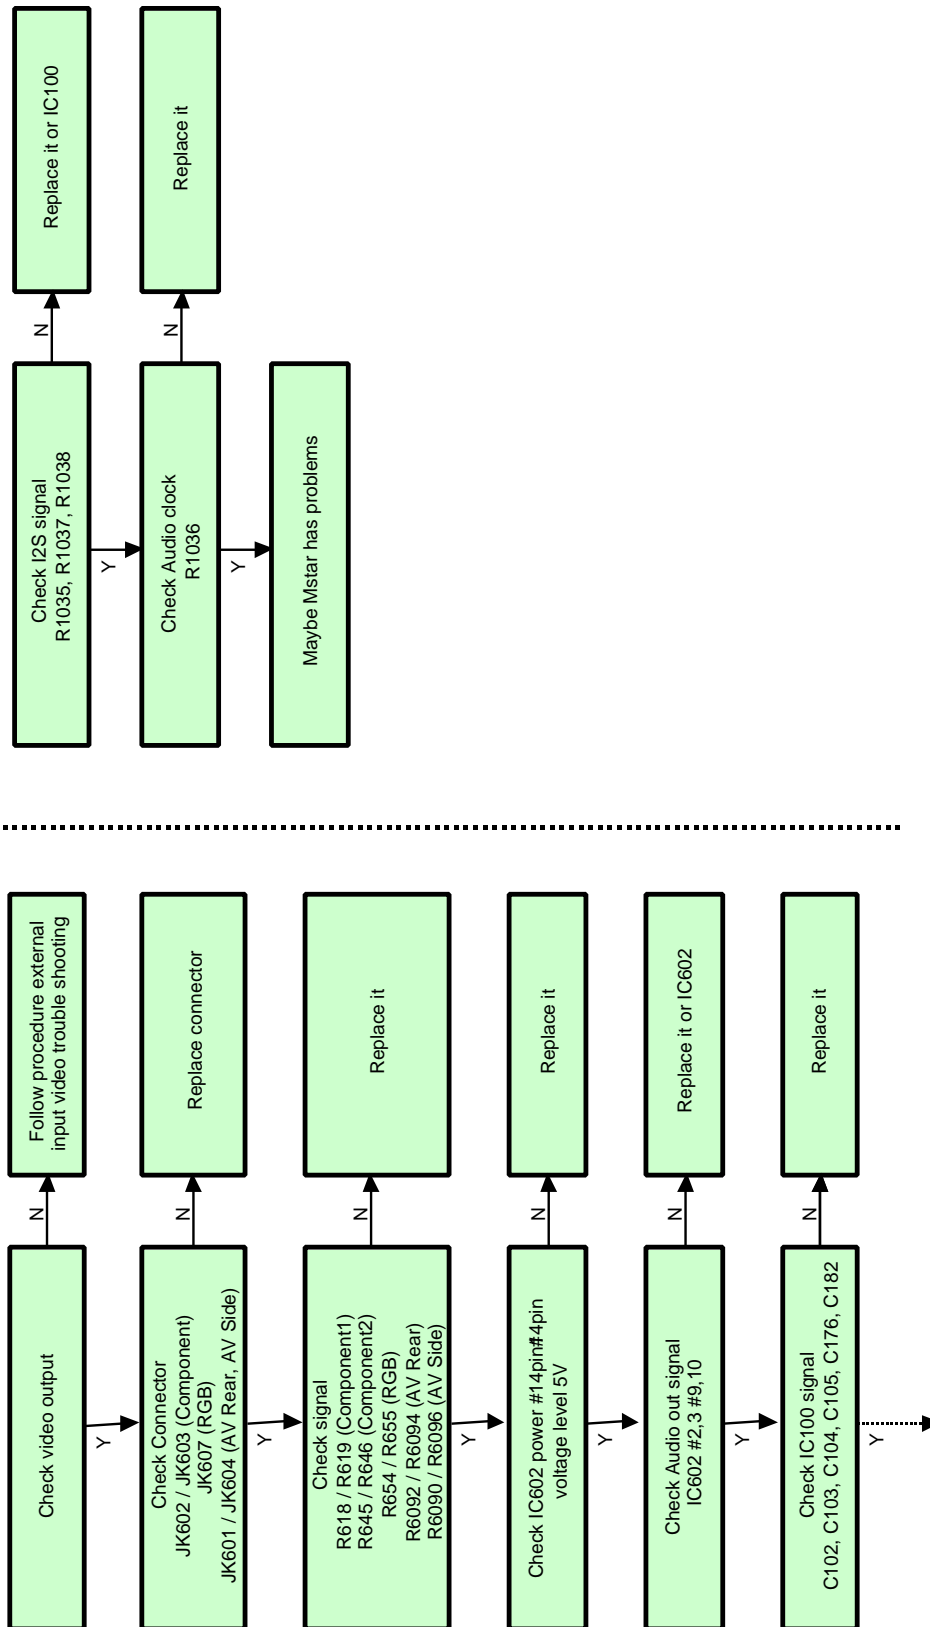 Check video output
N
Follow procedure external
input video trouble shooting
Y
Check Connector
JK602 / JK603 (Component)
JK607 (RGB)
JK601 / JK604 (AV Rear, AV Side)
N
Replace connector
Y
Check signal
R618 / R619 (Component1)
R645 / R646 (Component2)
R654 / R655 (RGB)
R6092 / R6094 (AV Rear)
R6090 / R6096 (AV Side)
N
Replace it
Y
Check IC602 power #14pin#4pin
voltage level 5V
N
Replace it
Y
Check Audio out signal
IC602 #2,3 #9,10
N
Replace it or IC602
Y
Check IC100 signal
C102, C103, C104, C105, C176, C182
N
Replace it
Y
Check I2S signal
R1035, R1037, R1038
N
Replace it or IC100
Y
Check Audio clock
R1036
N
Replace it
Y
Maybe Mstar has problems